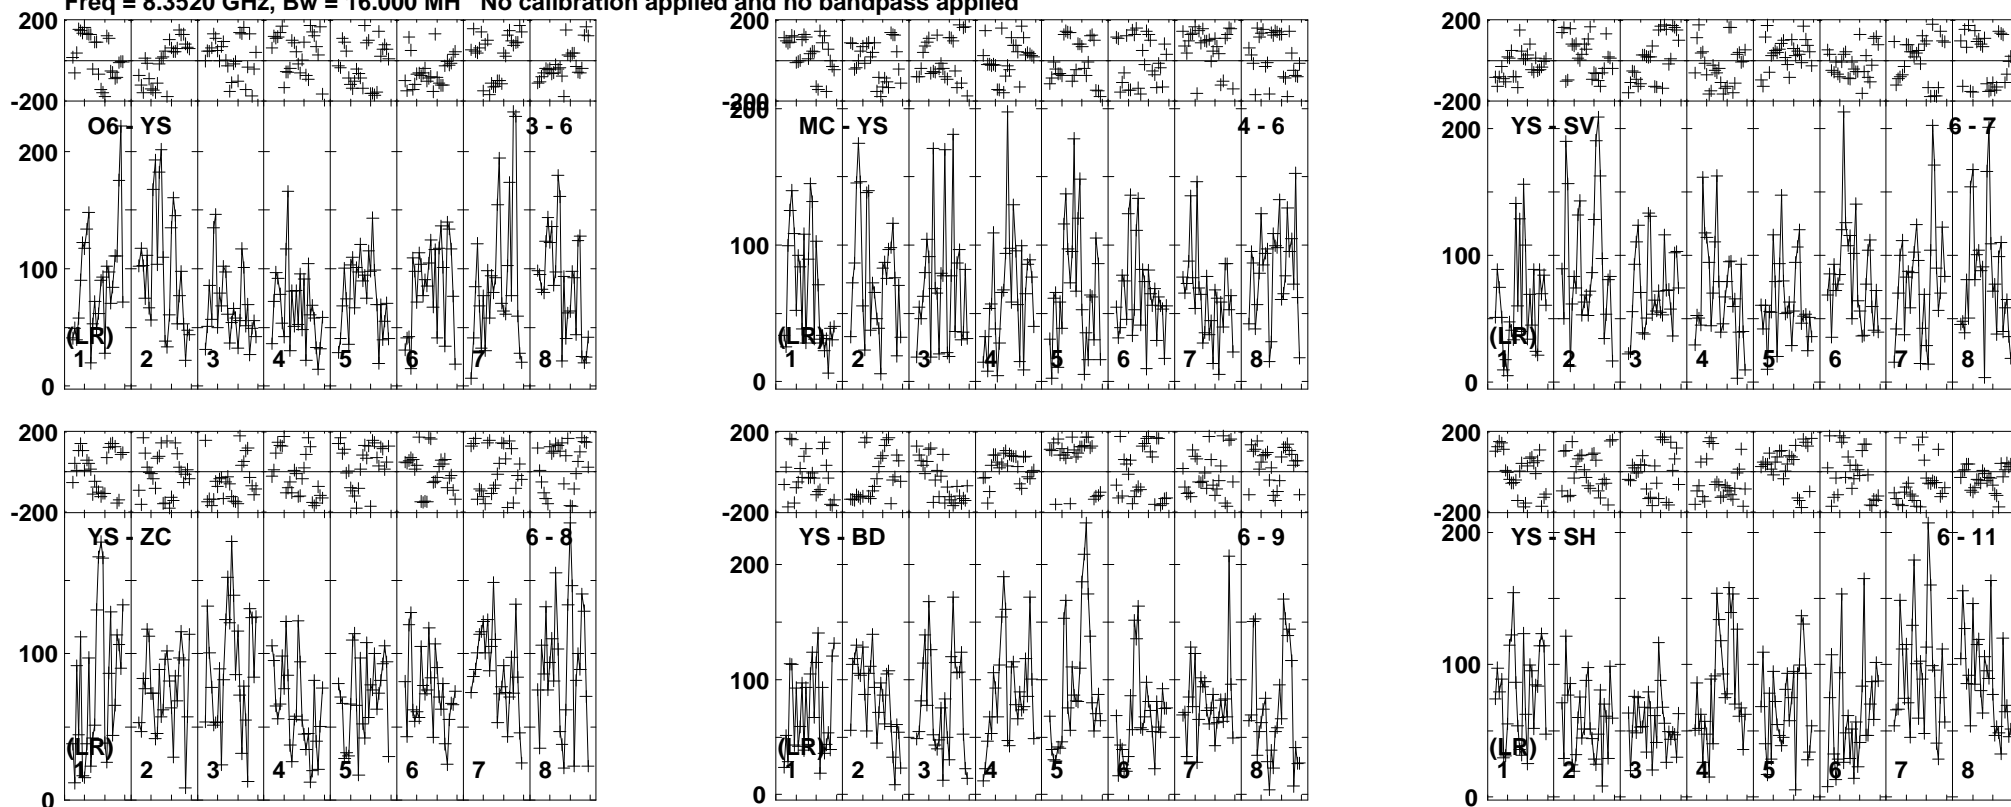 Freq = 8.3520 GHz, Bw = 16.000 MH No calibration applied and no bandpass applied
200
-200
O6 - YS 3 - 6
200
100
0
(LR)
1 2 3 4 5 6 7 8
200
-200
MC - YS 4 - 6
200
100
0
(LR)
1 2 3 4 5 6 7 8
200
-200
YS - SV 6 - 7
200
100
0
(LR)
1 2 3 4 5 6 7 8
200
-200
YS - ZC 6 - 8
100
0
(LR)
1 2 3 4 5 6 7 8
200
-200
YS - BD 6 - 9
200
100
0
(LR)
1 2 3 4 5 6 7 8
200
-200
YS - SH 6 - 11
200
100
0
(LR)
1 2 3 4 5 6 7 8